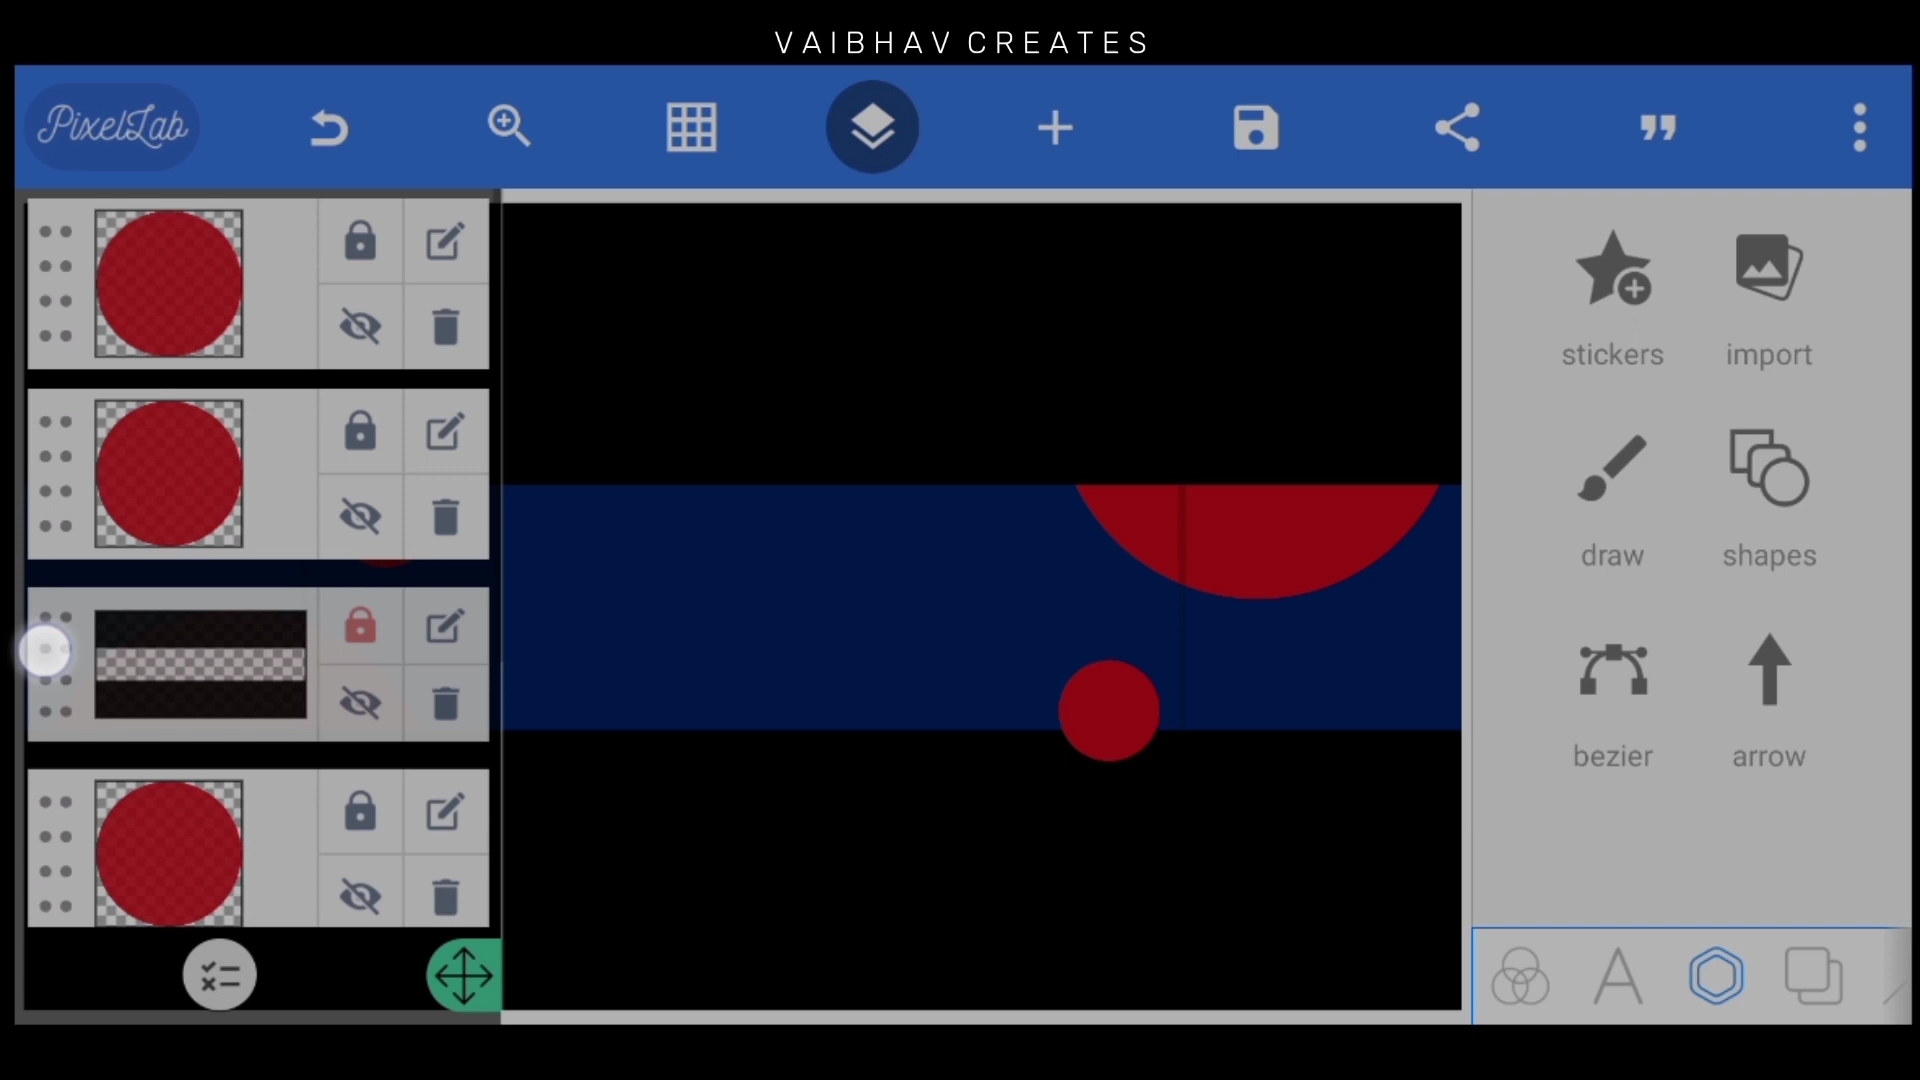 VAIBHAV CREATES
PixelLab
stickers import
draw shapes
bezier arrow